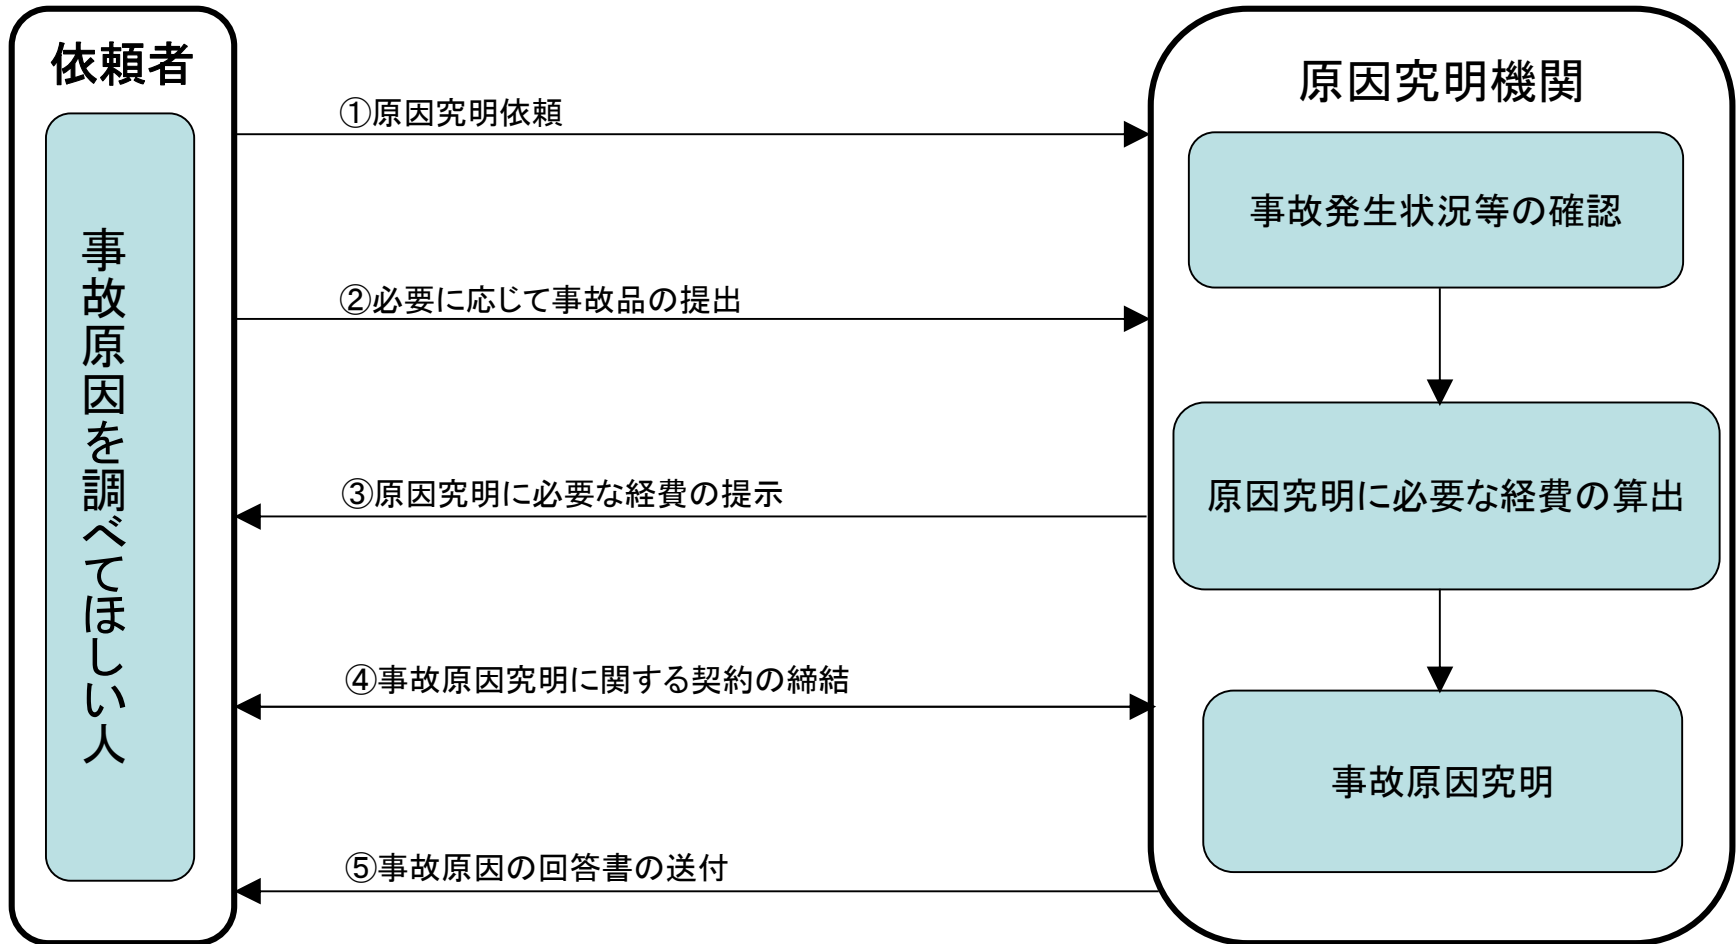 依頼者
事故原因を調べてほしい人
①原因究明依頼
②必要に応じて事故品の提出
③原因究明に必要な経費の提示
④事故原因究明に関する契約の締結
⑤事故原因の回答書の送付
原因究明機関
事故発生状況等の確認
原因究明に必要な経費の算出
事故原因究明